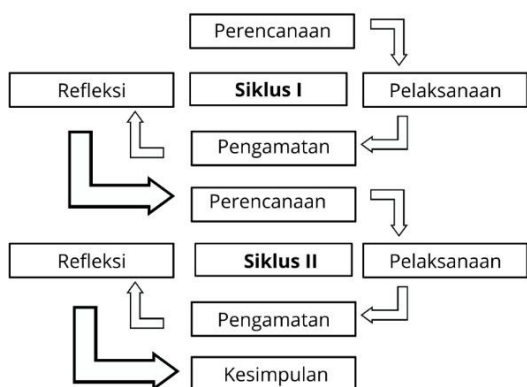 Perencanaan
Refleksi
Siklus I
Pelaksanaan
Pengamatan
Perencanaan
Refleksi
Siklus II
Pelaksanaan
Pengamatan
Kesimpulan